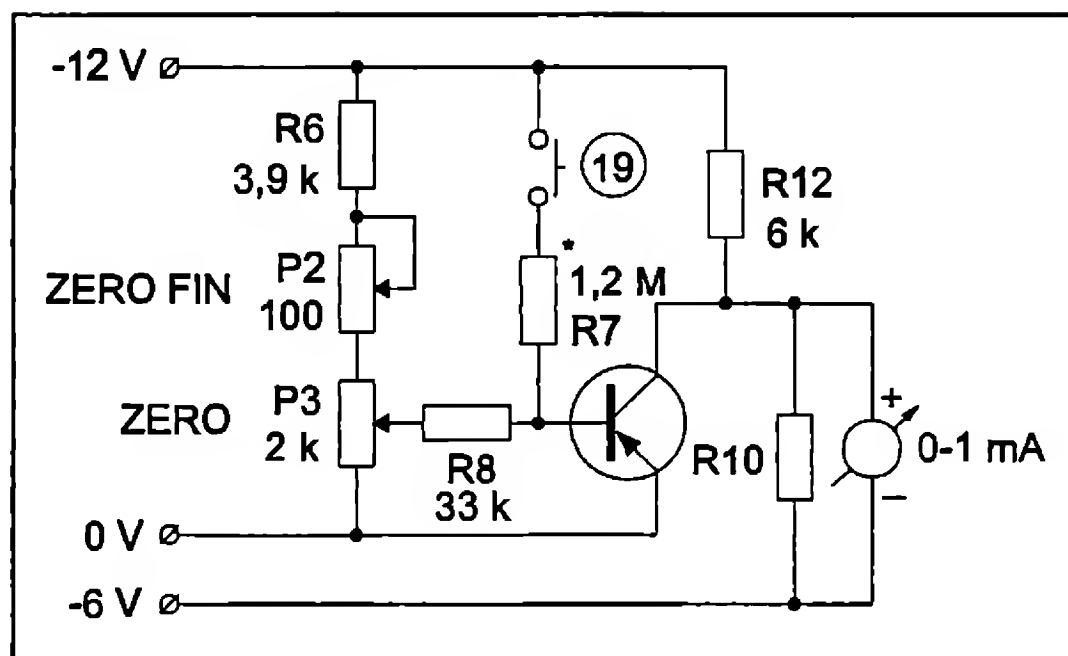 -12 V
R6
3,9 k
19
R12
6 k
*
1,2 M
R7
ZERO FIN
P2
100
ZERO
P3
2 k
R8
33 k
R10
+
0-1 mA
−
0 V
-6 V